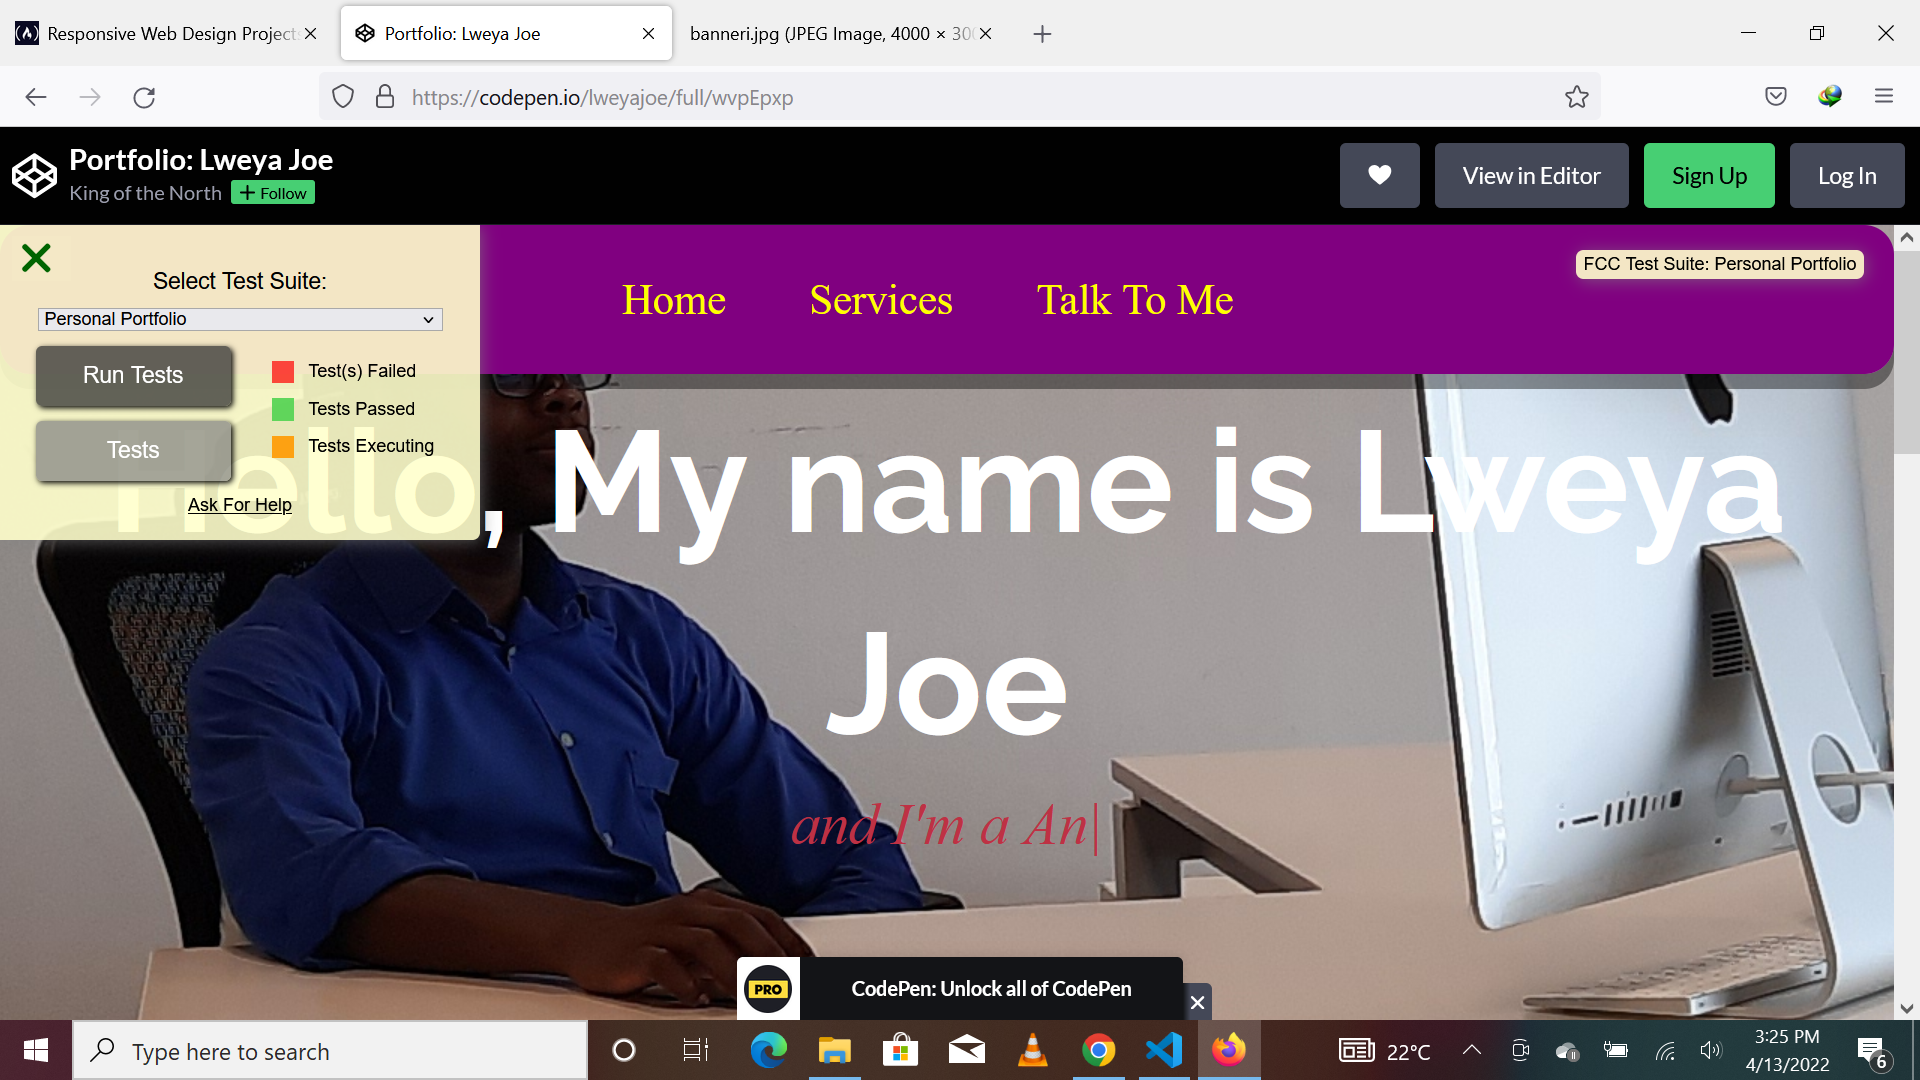 Responsive Web Design Projects
Portfolio: Lweya Joe
banneri.jpg (JPEG Image, 4000 × 300
https://codepen.io/lweyajoe/full/wvpEpxp
Portfolio: Lweya Joe
King of the North
+ Follow
View in Editor
Sign Up
Log In
Select Test Suite:
Personal Portfolio
Run Tests
Tests
Test(s) Failed
Tests Passed
Tests Executing
Ask For Help
Home
Services
Talk To Me
FCC Test Suite: Personal Portfolio
Hello, My name is Lweya
Joe
and I'm a An|
PRO
CodePen: Unlock all of CodePen
Type here to search
22°C
3:25 PM
4/13/2022
6